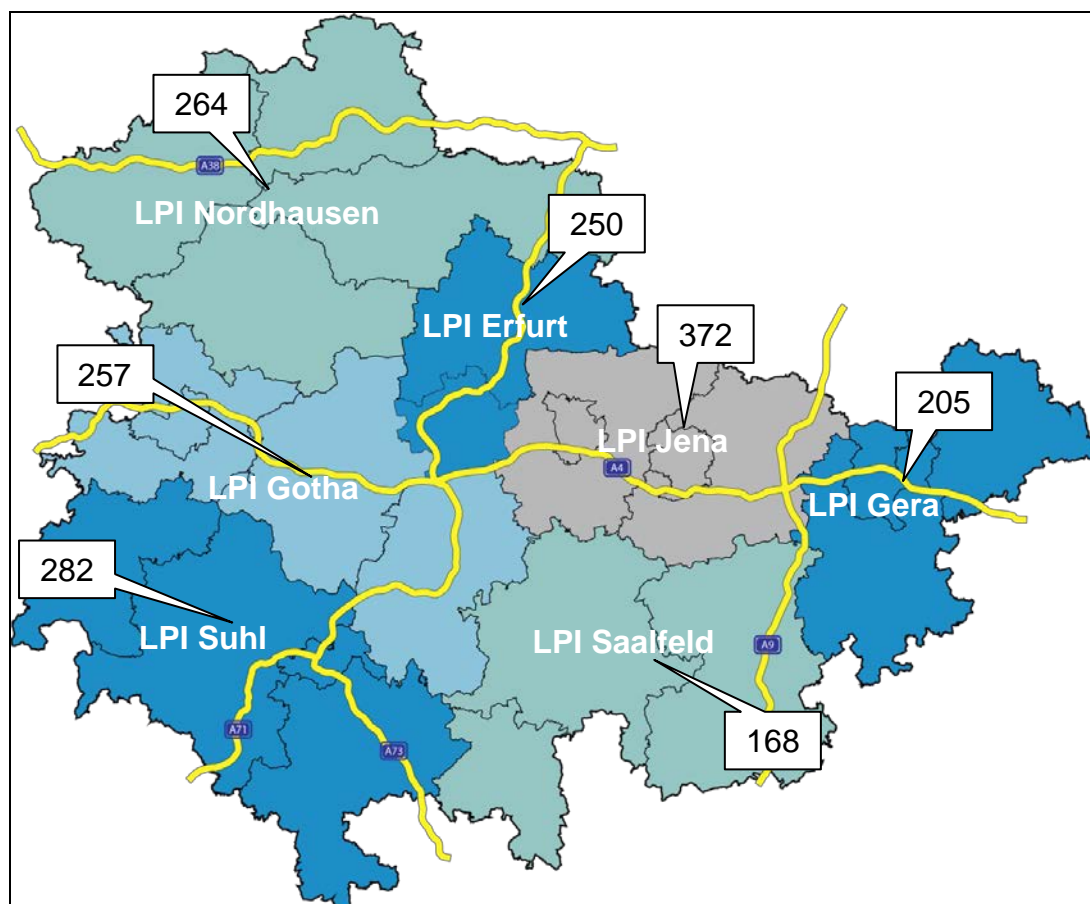 264
A38
LPI Nordhausen
250
LPI Erfurt
372
257
205
LPI Jena
A4
LPI Gotha
LPI Gera
282
LPI Suhl
LPI Saalfeld
A9
A71
A73
168